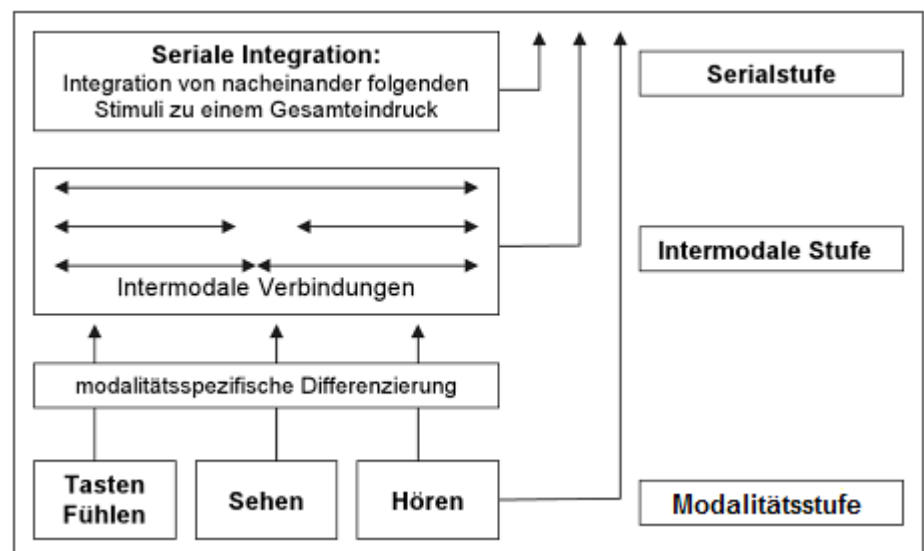 Seriale Integration:
Integration von nacheinander folgenden
Stimuli zu einem Gesamteindruck
Serialstufe
Intermodale Verbindungen
Intermodale Stufe
modalitätsspezifische Differenzierung
Tasten
Fühlen
Sehen
Hören
Modalitätsstufe